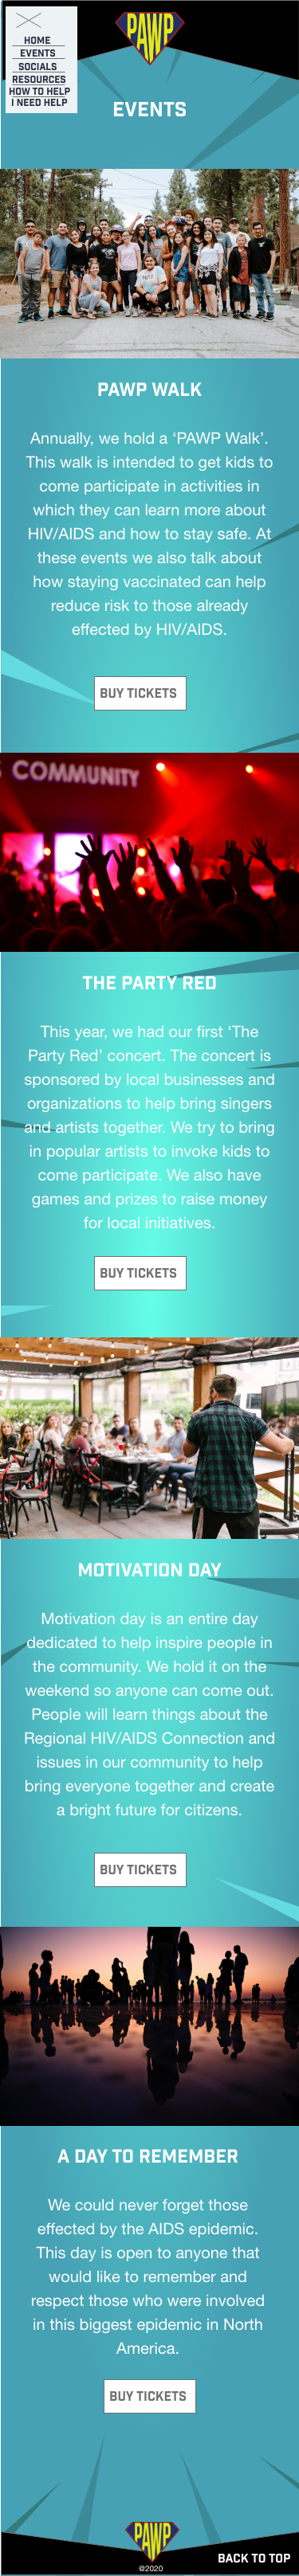 PAWP
HOME
EVENTS
SOCIALS
RESOURCES
HOW TO HELP
I NEED HELP
EVENTS
PAWP WALK
Annually, we hold a ‘PAWP Walk’.
This walk is intended to get kids to
come participate in activities in
which they can learn more about
HIV/AIDS and how to stay safe. At
these events we also talk about
how staying vaccinated can help
reduce risk to those already
effected by HIV/AIDS.
BUY TICKETS
COMMUNITY
THE PARTY RED
This year, we had our first ‘The
Party Red’ concert. The concert is
sponsored by local businesses and
organizations to help bring singers
and artists together. We try to bring
in popular artists to invoke kids to
come participate. We also have
games and prizes to raise money
for local initiatives.
BUY TICKETS
MOTIVATION DAY
Motivation day is an entire day
dedicated to help inspire people in
the community. We hold it on the
weekend so anyone can come out.
People will learn things about the
Regional HIV/AIDS Connection and
issues in our community to help
bring everyone together and create
a bright future for citizens.
BUY TICKETS
A DAY TO REMEMBER
We could never forget those
effected by the AIDS epidemic.
This day is open to anyone that
would like to remember and
respect those who were involved
in this biggest epidemic in North
America.
BUY TICKETS
PAWP
©2020
BACK TO TOP